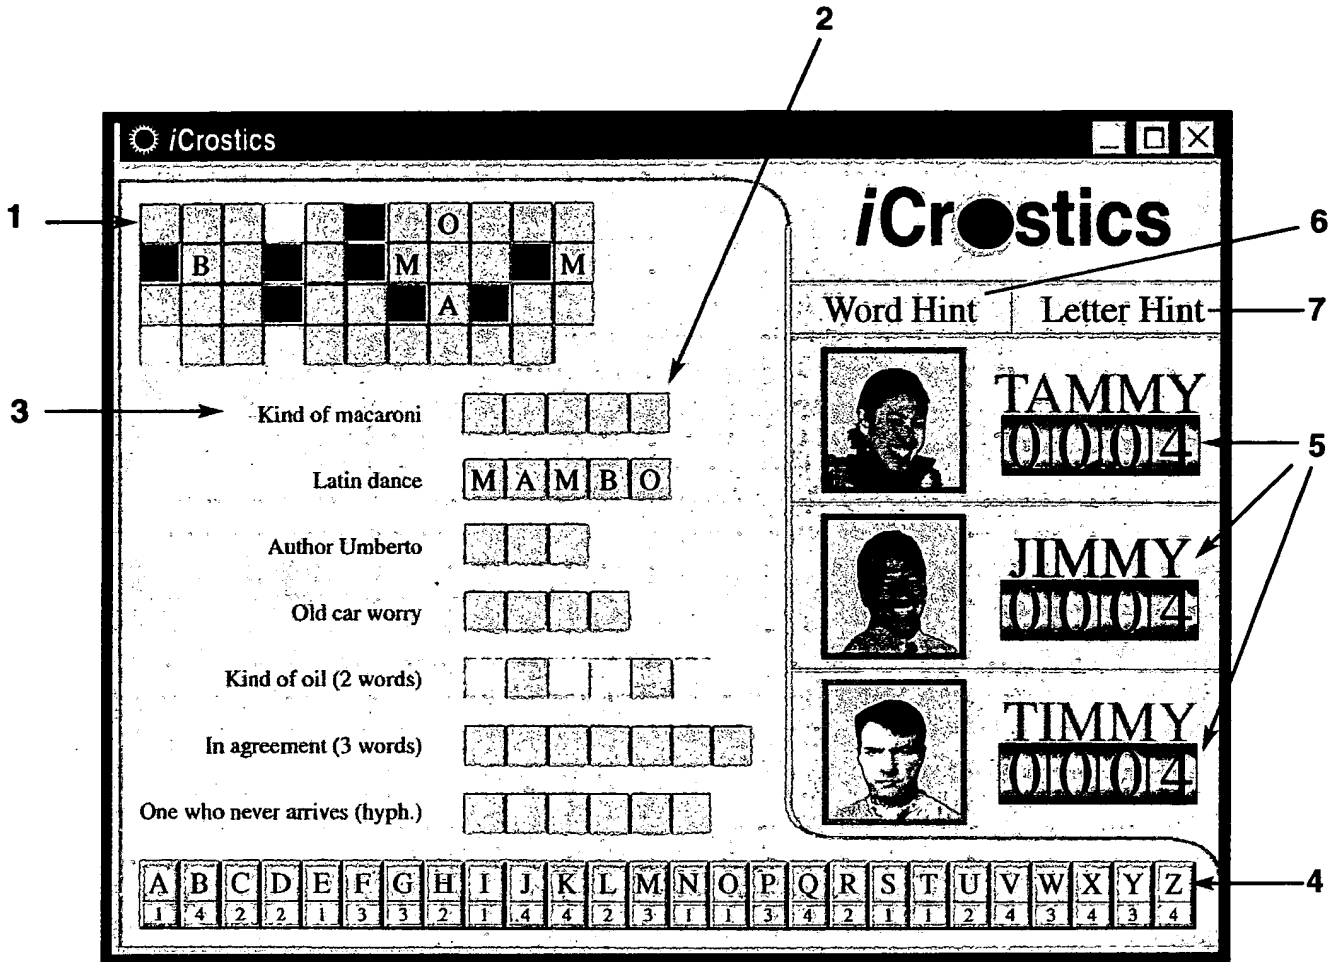 2
iCrostics
1
O
B M M
A
iCrostics
6
Word Hint Letter Hint
7
3
Kind of macaroni
TAMMY
0004
5
Latin dance MAMBO
Author Umberto
JIMMY
0004
Old car worry
Kind of oil (2 words)
TIMMY
0004
In agreement (3 words)
One who never arrives (hyph.)
A B C D E F G H I J K L M N O P Q R S T U V W X Y Z
1 4 2 2 1 3 3 2 1 4 4 2 3 1 1 3 4 2 1 1 2 4 3 4 3 4
4